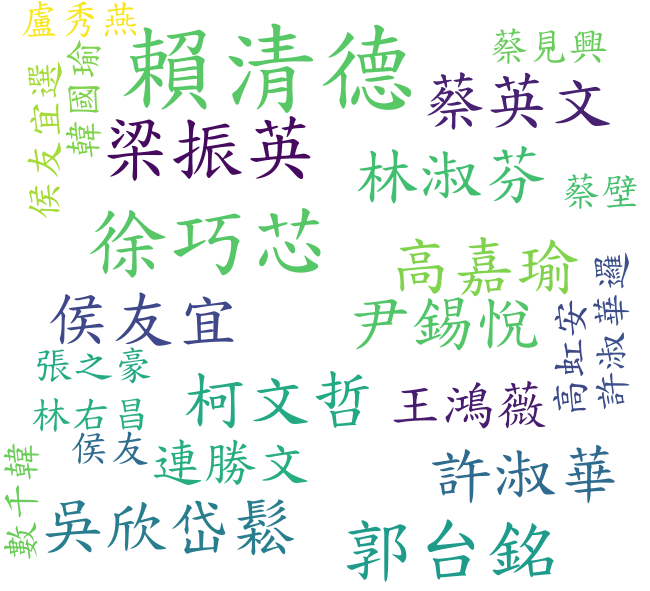 盧秀燕
賴清德
蔡見興
侯友宜選
韓國瑜
蔡英文
梁振英
林淑芬
蔡壁
徐巧芯
高嘉瑜
許淑華邏
侯友宜
尹錫悅
高虹安
張之豪
柯文哲
王鴻薇
林右昌
侯友
連勝文
許淑華
數千韓
吳欣岱鬆
郭台銘